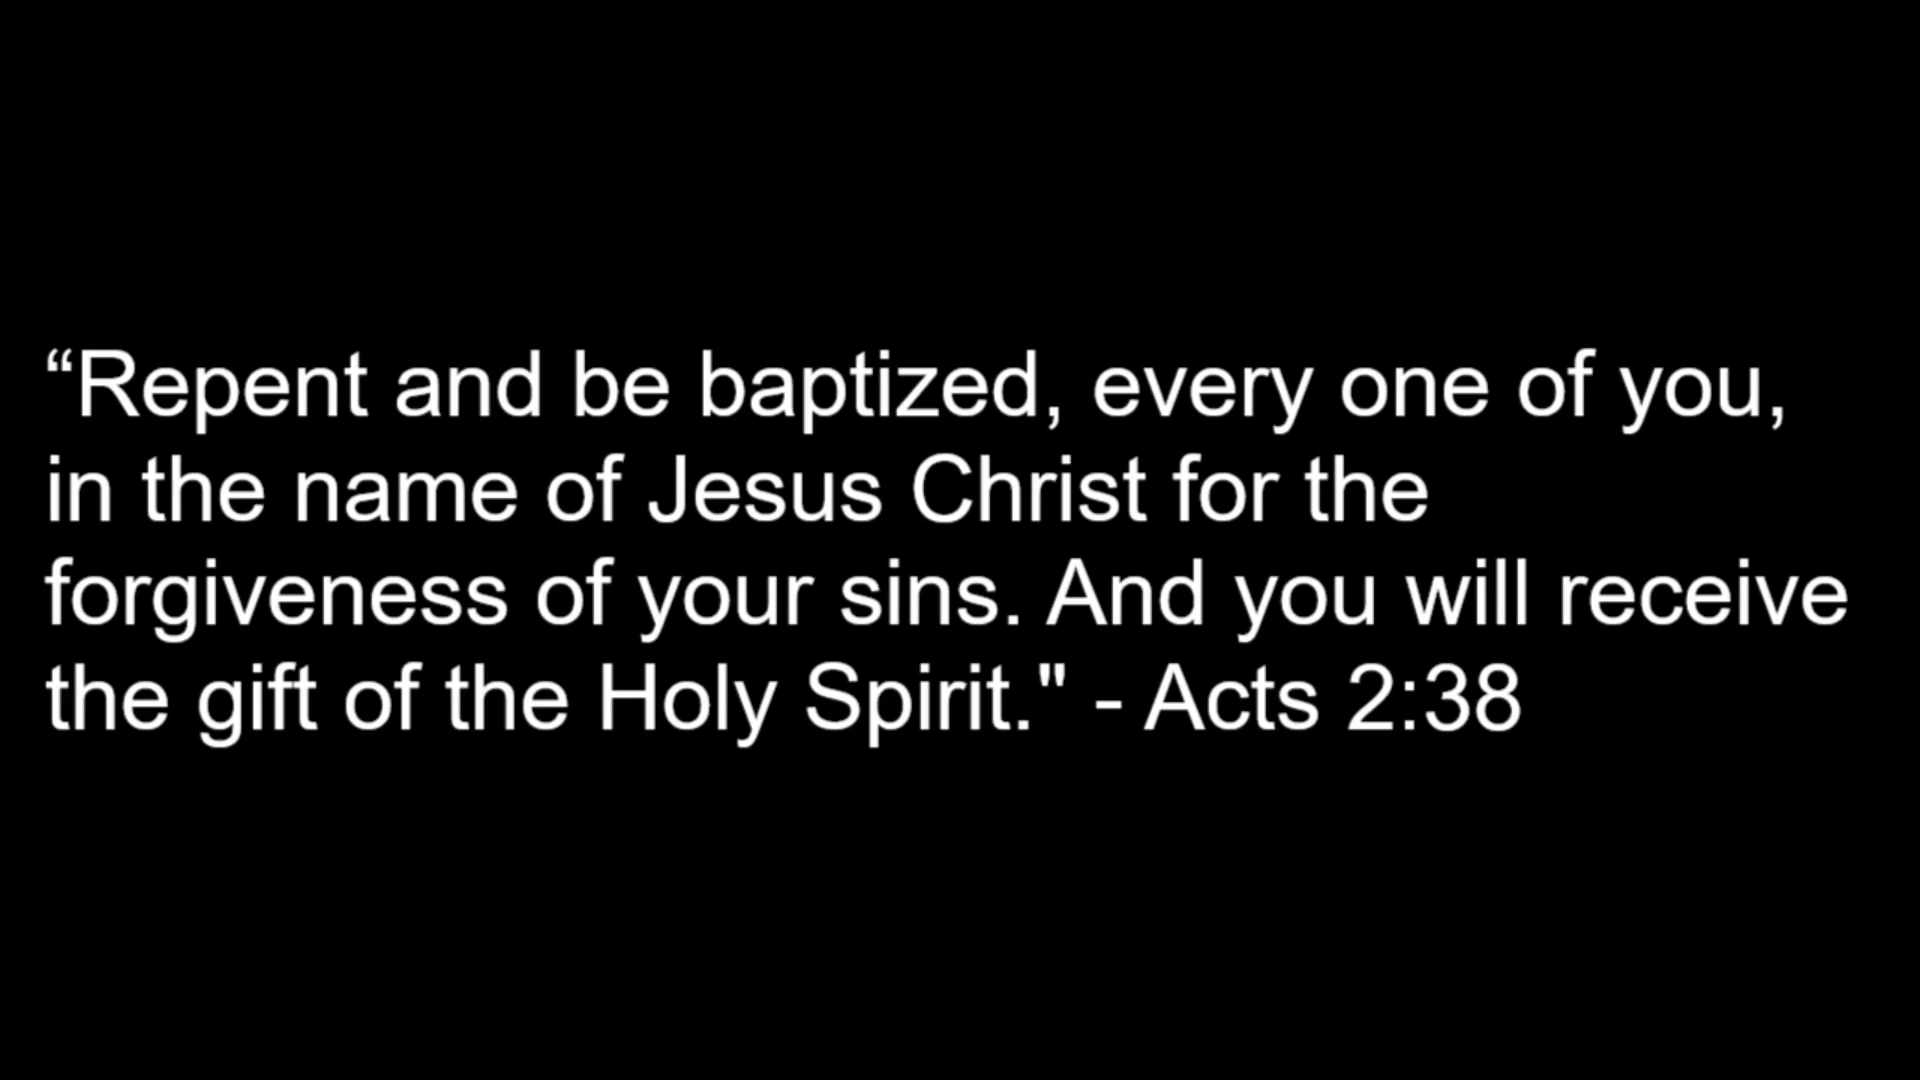 “Repent and be baptized, every one of you,
in the name of Jesus Christ for the
forgiveness of your sins. And you will receive
the gift of the Holy Spirit." - Acts 2:38